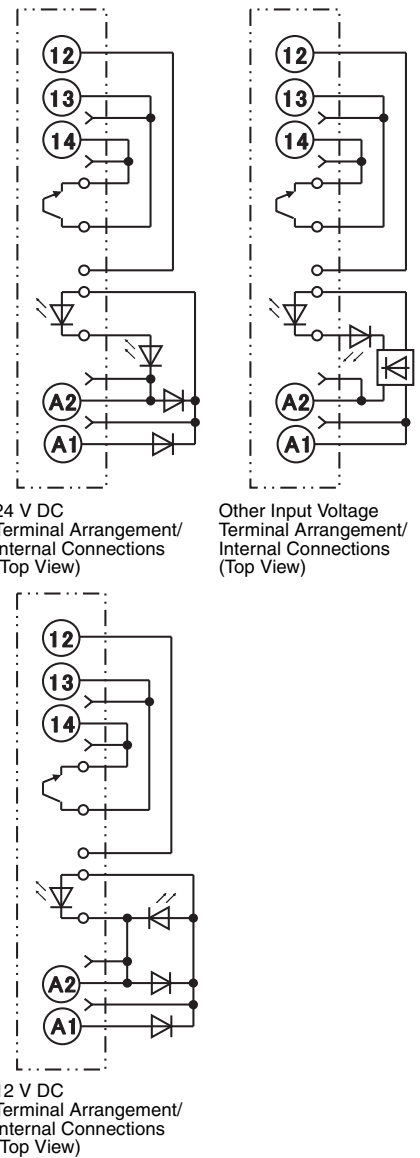 12
13
14
A2
A1
24 V DC
Terminal Arrangement/
Internal Connections
(Top View)
12
13
14
A2
A1
Other Input Voltage
Terminal Arrangement/
Internal Connections
(Top View)
12
13
14
A2
A1
12 V DC
Terminal Arrangement/
Internal Connections
(Top View)